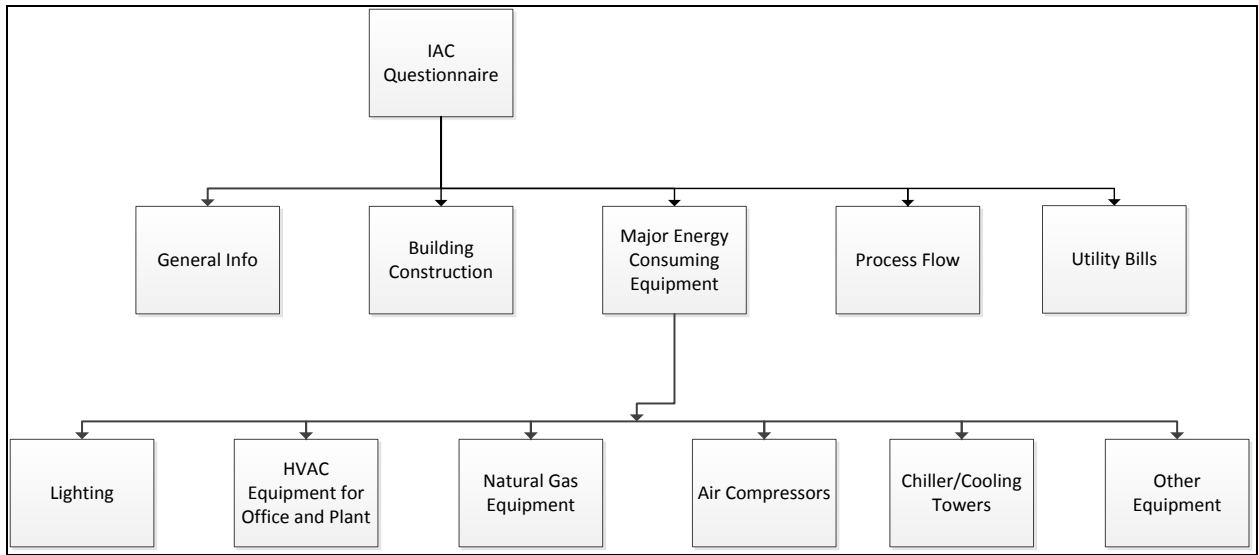 IAC
Questionnaire
General Info
Building
Construction
Major Energy
Consuming
Equipment
Process Flow
Utility Bills
Lighting
HVAC
Equipment for
Office and Plant
Natural Gas
Equipment
Air Compressors
Chiller/Cooling
Towers
Other
Equipment